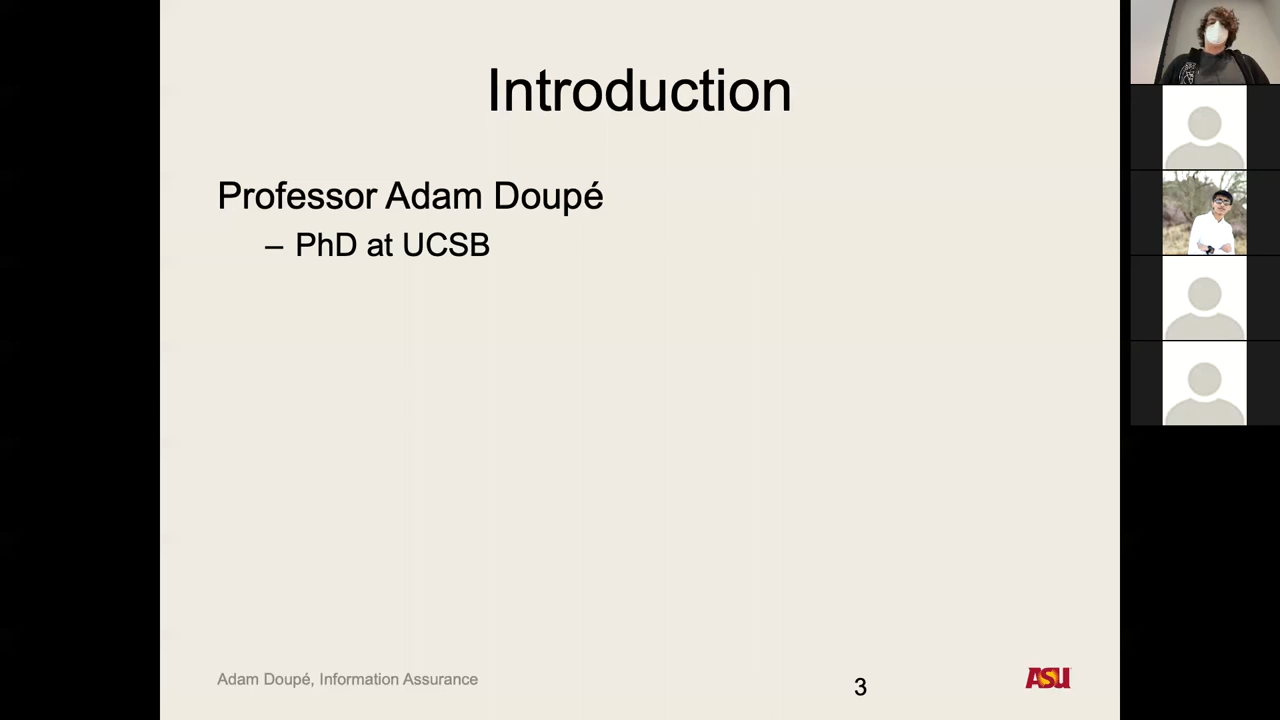 Introduction
Professor Adam Doupé
– PhD at UCSB
Adam Doupé, Information Assurance
3
ASU